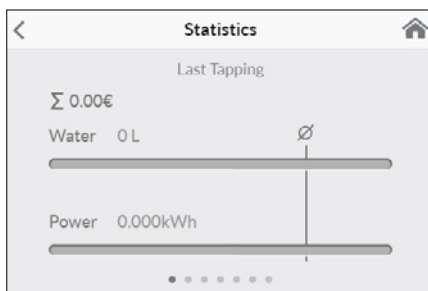 Statistics
Last Tapping
Σ 0.00€
Water 0 L Ø
Power 0.000kWh